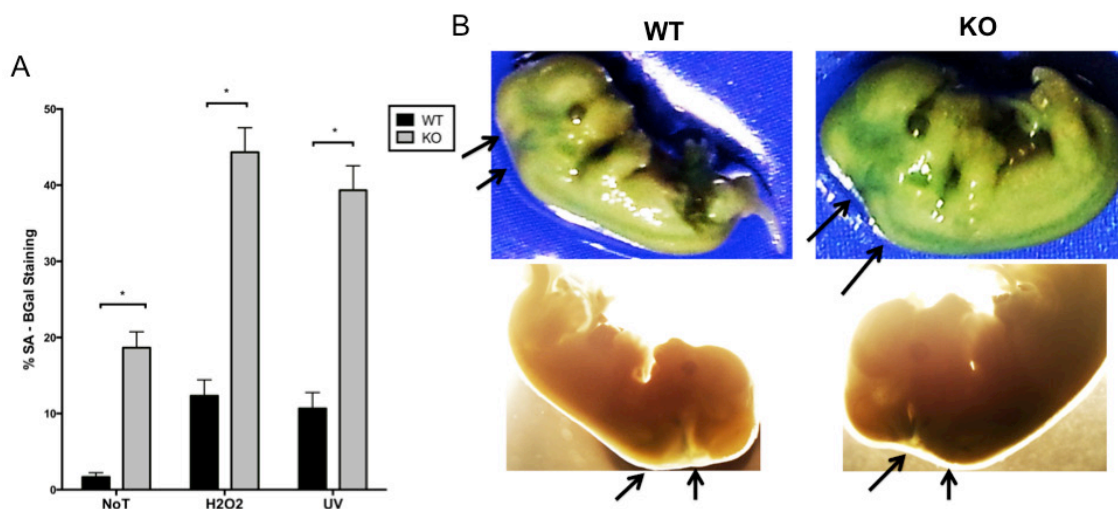 A
% SA - BGal Staining
50
40
30
20
10
0
*
*
*
NoT
H2O2
UV
WT
KO
B
WT
KO